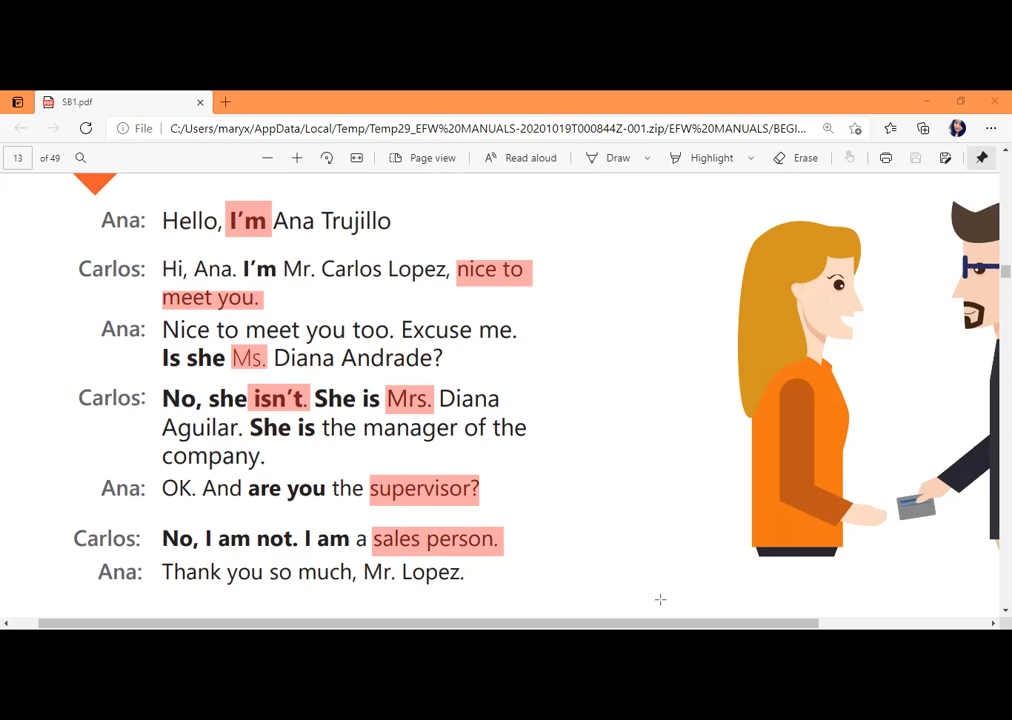 SB1.pdf
File C:/Users/maryx/AppData/Local/Temp/Temp29_EFW%20MANUALS-20201019T000844Z-001.zip/EFW%20MANUALS/BEGI...
13 of 49 Page view Read aloud Draw Highlight Erase
Ana: Hello, I'm Ana Trujillo
Carlos: Hi, Ana. I'm Mr. Carlos Lopez, nice to
meet you.
Ana: Nice to meet you too. Excuse me.
Is she Ms. Diana Andrade?
Carlos: No, she isn't. She is Mrs. Diana
Aguilar. She is the manager of the
company.
Ana: OK. And are you the supervisor?
Carlos: No, I am not. I am a sales person.
Ana: Thank you so much, Mr. Lopez.